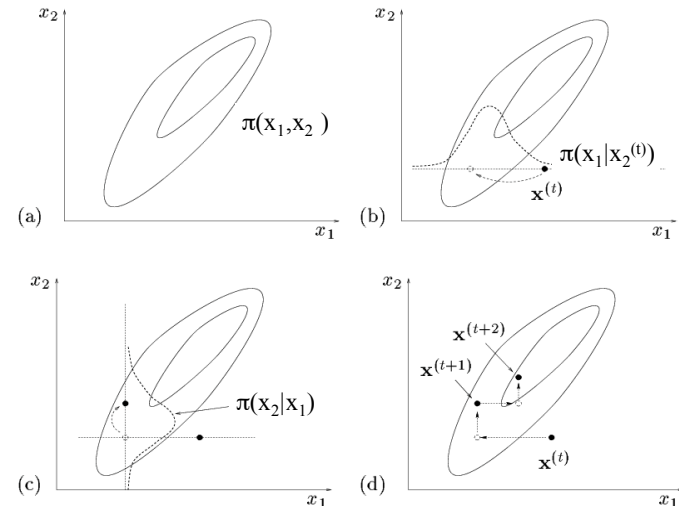 x₂
π(x₁,x₂ )
(a)
x₁
x₂
π(x₁|x₂⁽ᵗ⁾)
x⁽ᵗ⁾
(b)
x₁
x₂
π(x₂|x₁)
(c)
x₁
x₂
x⁽ᵗ⁺²⁾
x⁽ᵗ⁺¹⁾
x⁽ᵗ⁾
(d)
x₁